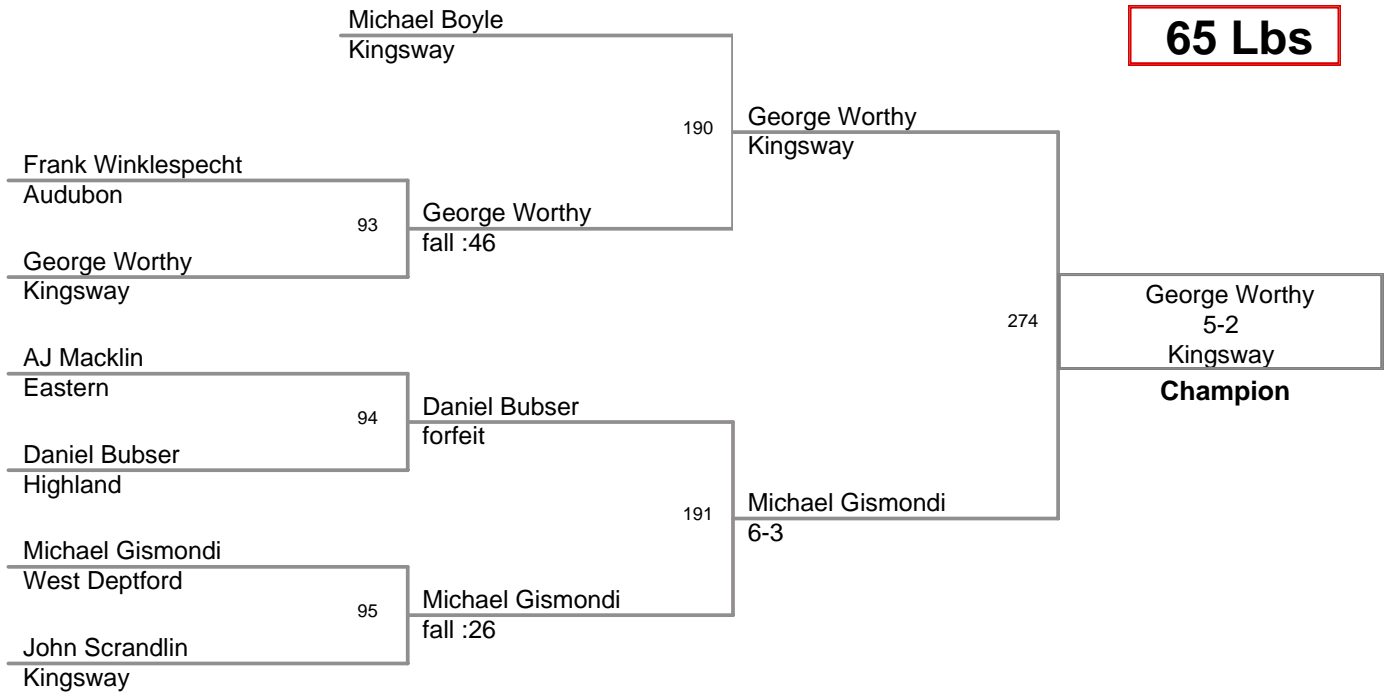 Michael Boyle
Kingsway
65 Lbs
190
George Worthy
Kingsway
Frank Winklespecht
Audubon
93
George Worthy
fall :46
George Worthy
Kingsway
274
George Worthy
5-2
Kingsway
Champion
AJ Macklin
Eastern
94
Daniel Bubser
forfeit
Daniel Bubser
Highland
191
Michael Gismondi
6-3
Michael Gismondi
West Deptford
95
Michael Gismondi
fall :26
John Scrandlin
Kingsway